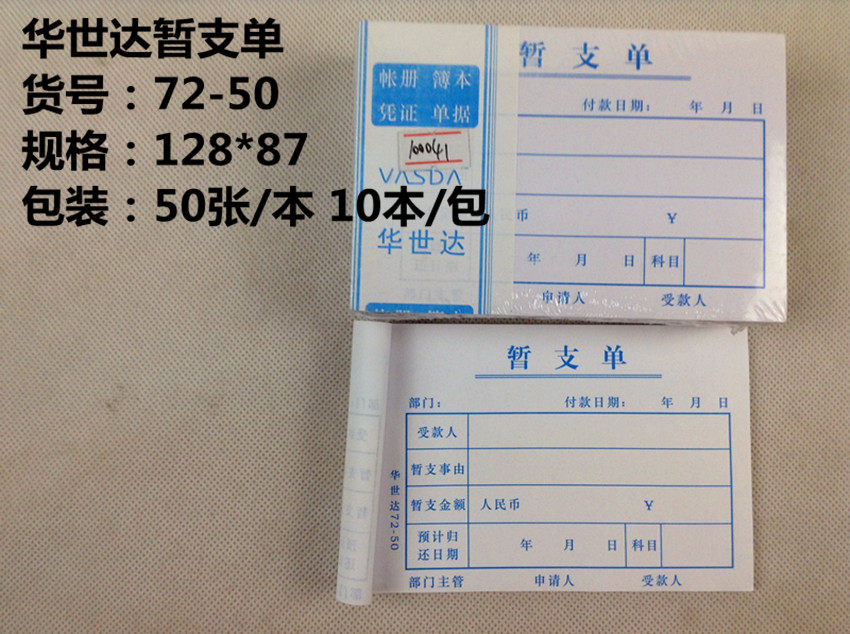 华世达暂支单
货号：72-50
规格：128*87
包装：50张/本 10本/包
帐册 簿本
凭证 单据
100041
VASDA
华世达
暂支单
付款日期： 年 月 日
币 ¥
年 月 日 科目
申请人 受款人
暂支单
部门： 付款日期： 年 月 日
受款人
暂支事由
暂支金额 人民币 ¥
预计归
还日期 年 月 日 科目
部门主管 申请人 受款人
华世达72-50